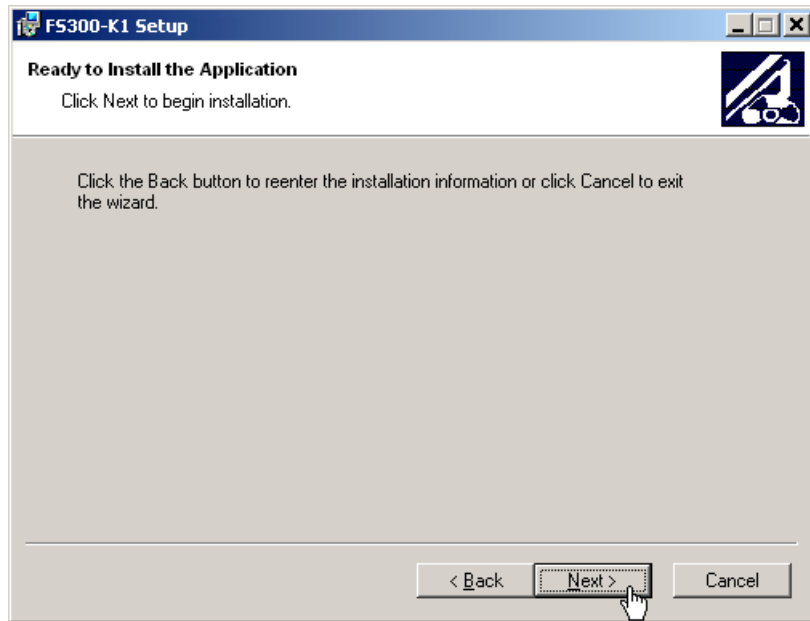 FS300-K1 Setup
Ready to Install the Application
Click Next to begin installation.
Click the Back button to reenter the installation information or click Cancel to exit
the wizard.
< Back
Next >
Cancel